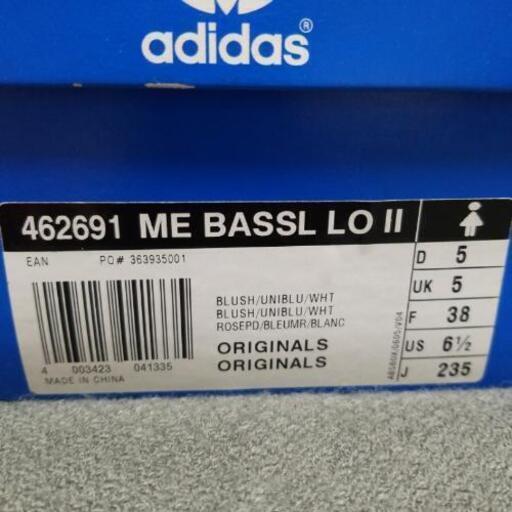 adidas®
462691 ME BASSL LO II
EAN PO# 363935001
BLUSH/UNIBLU/WHT
BLUSH/UNIBLU/WHT
ROSEPD/BLEUMR/BLANC
ORIGINALS
ORIGINALS
4 003423 041335
MADE IN CHINA
D 5
UK 5
F 38
US 6½
J 235